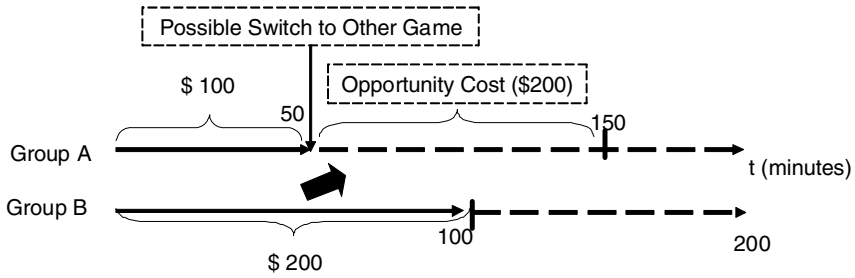 Possible Switch to Other Game
$ 100
Opportunity Cost ($200)
50
150
Group A
t (minutes)
Group B
100
200
$ 200